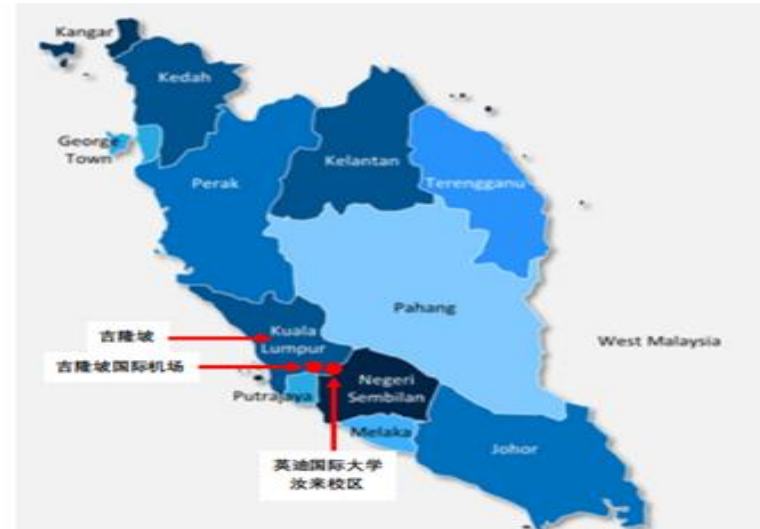 Kangar
Kedah
George
Town
Perak
Kelantan
Terengganu
Pahang
吉隆坡
Kuala
Lumpur
West Malaysia
吉隆坡国际机场
Putrajaya
Negeri
Sembilan
Melaka
Johor
英迪国际大学
汝来校区